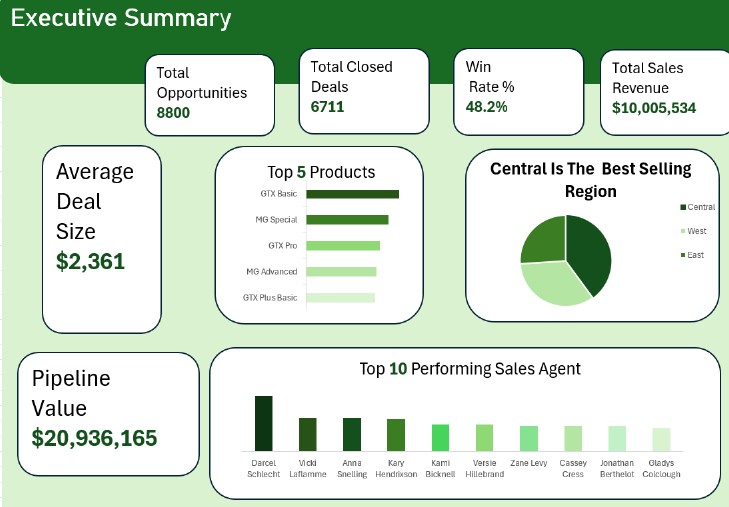 Executive Summary
Total
Opportunities
8800
Total Closed
Deals
6711
Win
Rate %
48.2%
Total Sales
Revenue
$10,005,534
Average
Deal
Size
$2,361
Top 5 Products
GTX Basic
MG Special
GTX Pro
MG Advanced
GTX Plus Basic
Central Is The Best Selling
Region
Central
West
East
Pipeline
Value
$20,936,165
Top 10 Performing Sales Agent
Darcel
Schlecht
Vicki
Laflamme
Anna
Snelling
Kary
Hendrixson
Kami
Bicknell
Versie
Hillebrand
Zane Levy
Cassey
Cress
Jonathan
Berthelot
Gladys
Colclough